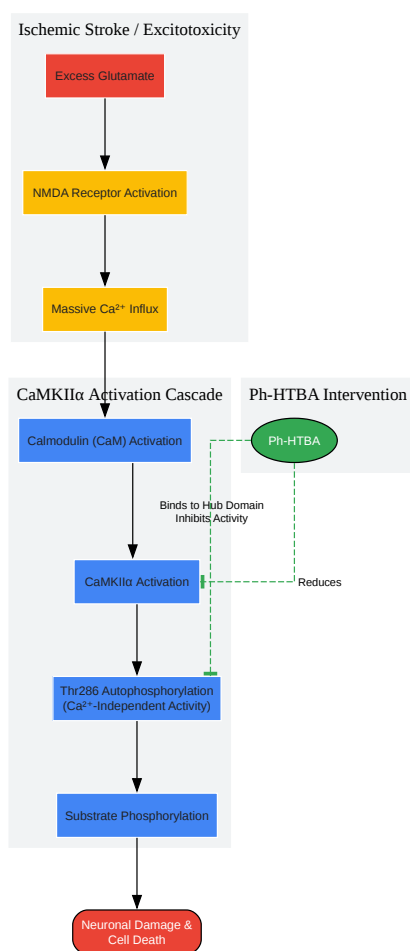 Ischemic Stroke / Excitotoxicity
Excess Glutamate
NMDA Receptor Activation
Massive Ca²⁺ Influx
CaMKIIα Activation Cascade
Ph-HTBA Intervention
Calmodulin (CaM) Activation)
Ph-HTBA
Binds to Hub Domain
Inhibits Activity
CaMKIIα Activation
Reduces
Thr286 Autophosphorylation
(Ca²⁺-Independent Activity)
Substrate Phosphorylation
Neuronal Damage &
Cell Death